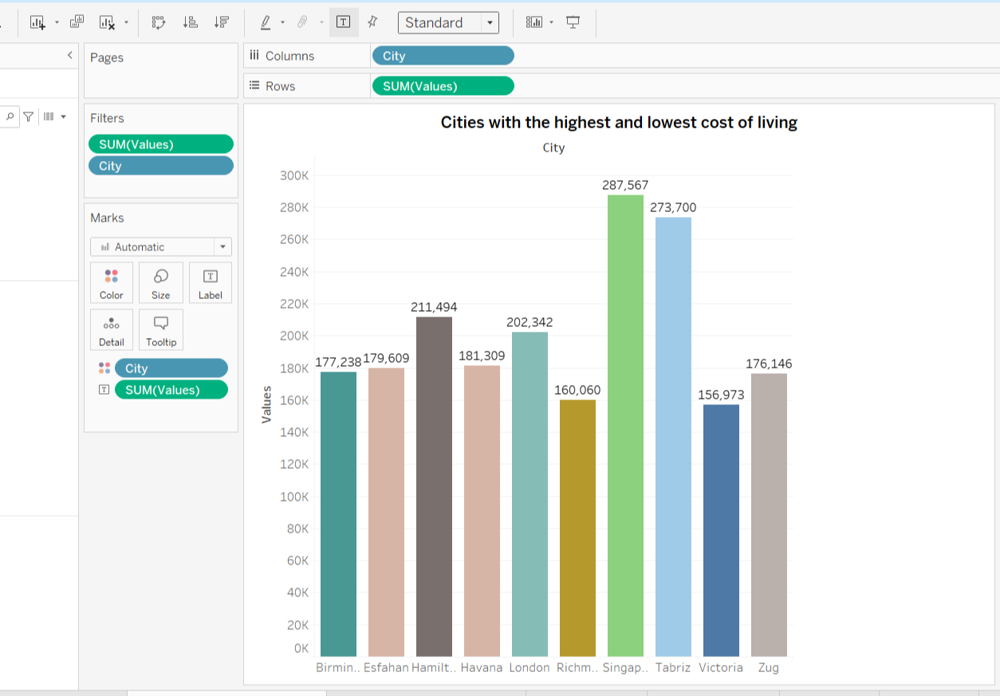 Standard
Pages
Columns
City
Rows
SUM(Values)
Filters
SUM(Values)
City
Marks
Automatic
Color
Size
Label
Detail
Tooltip
City
SUM(Values)
Cities with the highest and lowest cost of living
City
Values
300K
280K
260K
240K
220K
200K
180K
160K
140K
120K
100K
80K
60K
40K
20K
0K
177,238
179,609
211,494
181,309
202,342
160,060
287,567
273,700
156,973
176,146
Birmin.. Esfahan Hamilt.. Havana London Richm.. Singap.. Tabriz Victoria Zug